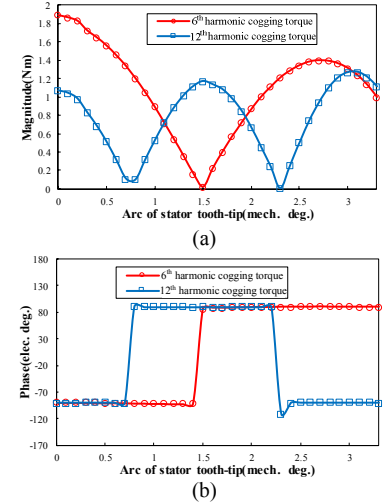 (a)
6th harmonic cogging torque
12th harmonic cogging torque
Magnitude(Nm)
2
1.8
1.6
1.4
1.2
1
0.8
0.6
0.4
0.2
0
0 0.5 1 1.5 2 2.5 3
Arc of stator tooth-tip(mech. deg.)
(a)
6th harmonic cogging torque
12th harmonic cogging torque
Phase(elec. deg.)
180
130
80
30
-20
-70
-120
-170
0 0.5 1 1.5 2 2.5 3
Arc of stator tooth-tip(mech. deg.)
(b)